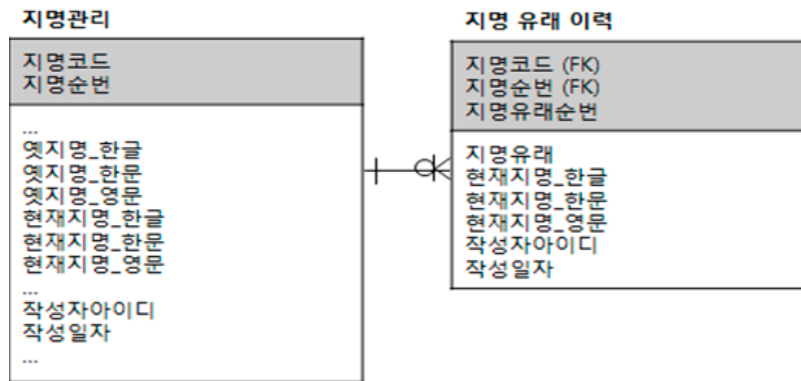 지명관리
지명코드
지명순번
...
옛지명_한글
옛지명_한문
옛지명_영문
현재지명_한글
현재지명_한문
현재지명_영문
...
작성자아이디
작성일자
...
지명 유래 이력
지명코드 (FK)
지명순번 (FK)
지명유래순번
지명유래
현재지명_한글
현재지명_한문
현재지명_영문
작성자아이디
작성일자